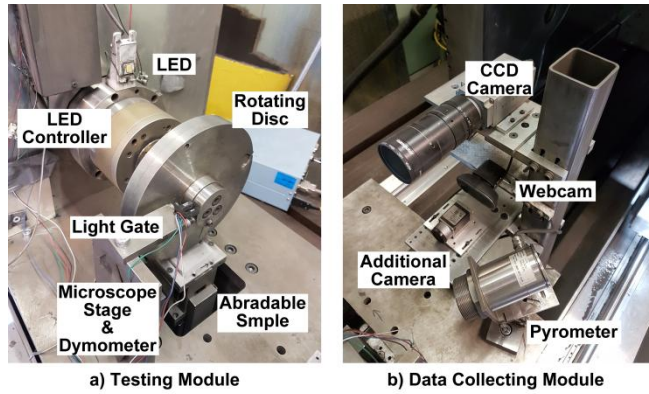 LED
LED
Controller
Rotating
Disc
Light Gate
Microscope
Stage
&
Dymometer
Abradable
Smple
a) Testing Module
CCD
Camera
Webcam
Additional
Camera
Pyrometer
b) Data Collecting Module